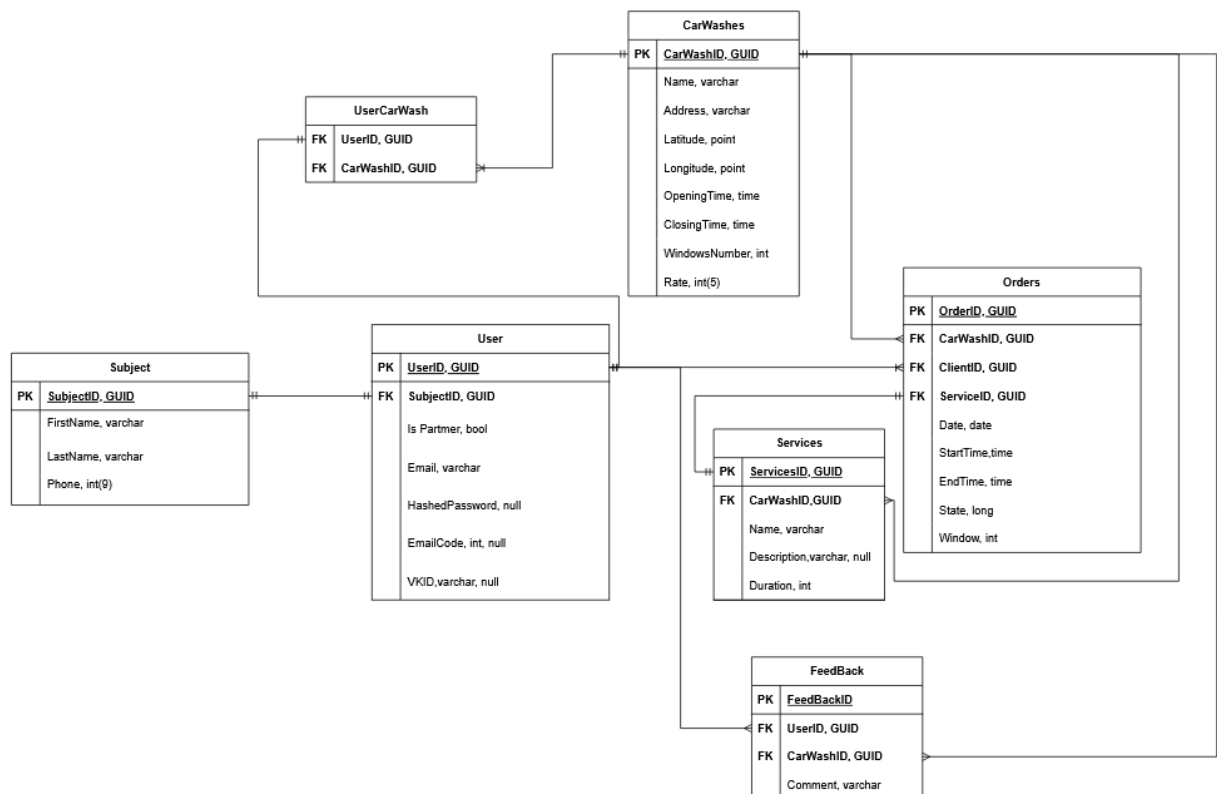 CarWashes
PK CarWashID, GUID
Name, varchar
Address, varchar
Latitude, point
Longitude, point
OpeningTime, time
ClosingTime, time
WindowsNumber, int
Rate, int(5)
UserCarWash
FK UserID, GUID
FK CarWashID, GUID
Orders
PK OrderID, GUID
FK CarWashID, GUID
FK ClientID, GUID
FK ServiceID, GUID
Date, date
StartTime,time
EndTime, time
State, long
Window, int
User
PK UserID, GUID
FK SubjectID, GUID
Is Partmer, bool
Email, varchar
HashedPassword, null
EmailCode, int, null
VKID,varchar, null
Subject
PK SubjectID, GUID
FirstName, varchar
LastName, varchar
Phone, int(9)
Services
PK ServicesID, GUID
FK CarWashID,GUID
Name, varchar
Description,varchar, null
Duration, int
FeedBack
PK FeedBackID
FK UserID, GUID
FK CarWashID, GUID
Comment, varchar